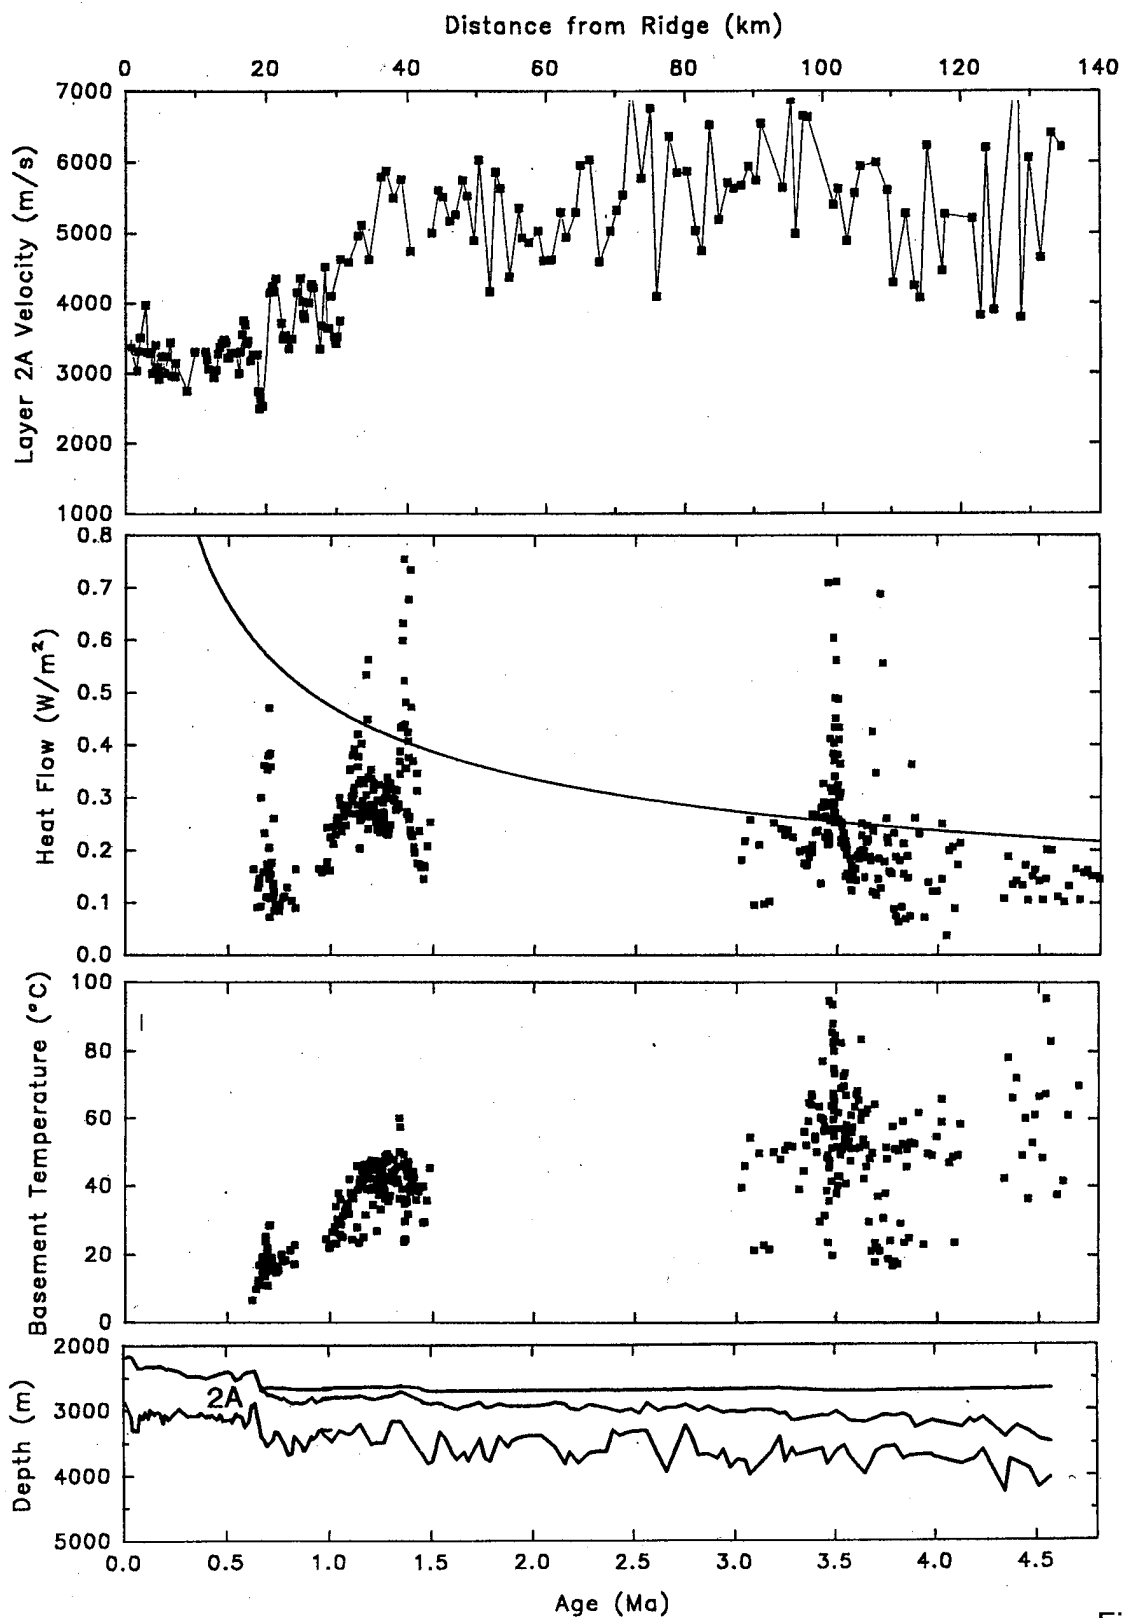 Distance from Ridge (km)
0 20 40 60 80 100 120 140
7000
6000
5000
4000
3000
2000
1000
Layer 2A Velocity (m/s)
0.8
0.7
0.6
0.5
0.4
0.3
0.2
0.1
0.0
Heat Flow (W/m²)
100
80
60
40
20
0
Basement Temperature (°C)
2000
3000
4000
5000
Depth (m)
2A
0.0 0.5 1.0 1.5 2.0 2.5 3.0 3.5 4.0 4.5
Age (Ma)
Fi